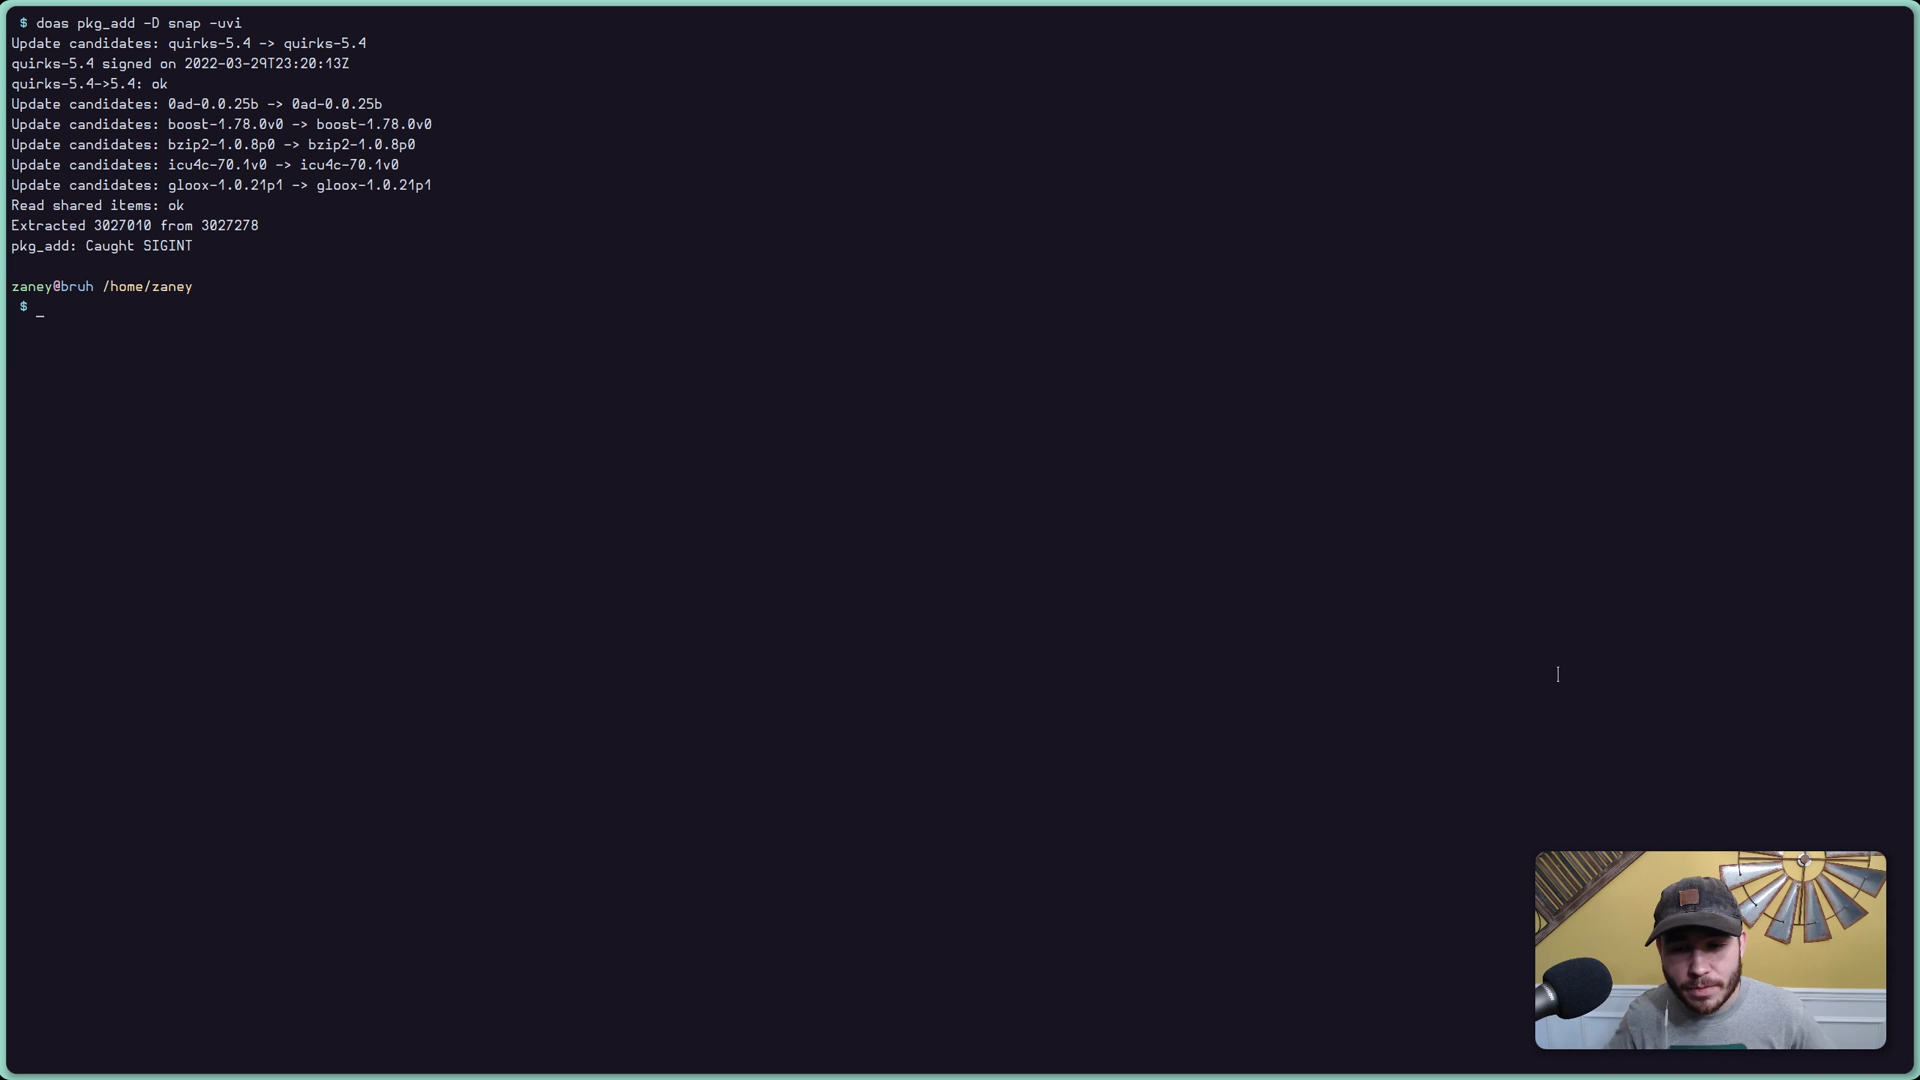 $ doas pkg_add -D snap -uvi
Update candidates: quirks-5.4 -> quirks-5.4
quirks-5.4 signed on 2022-03-29T23:20:13Z
quirks-5.4->5.4: ok
Update candidates: 0ad-0.0.25b -> 0ad-0.0.25b
Update candidates: boost-1.78.0v0 -> boost-1.78.0v0
Update candidates: bzip2-1.0.8p0 -> bzip2-1.0.8p0
Update candidates: icu4c-70.1v0 -> icu4c-70.1v0
Update candidates: gloox-1.0.21p1 -> gloox-1.0.21p1
Read shared items: ok
Extracted 3027010 from 3027278
pkg_add: Caught SIGINT
zaney@bruh /home/zaney
$ _